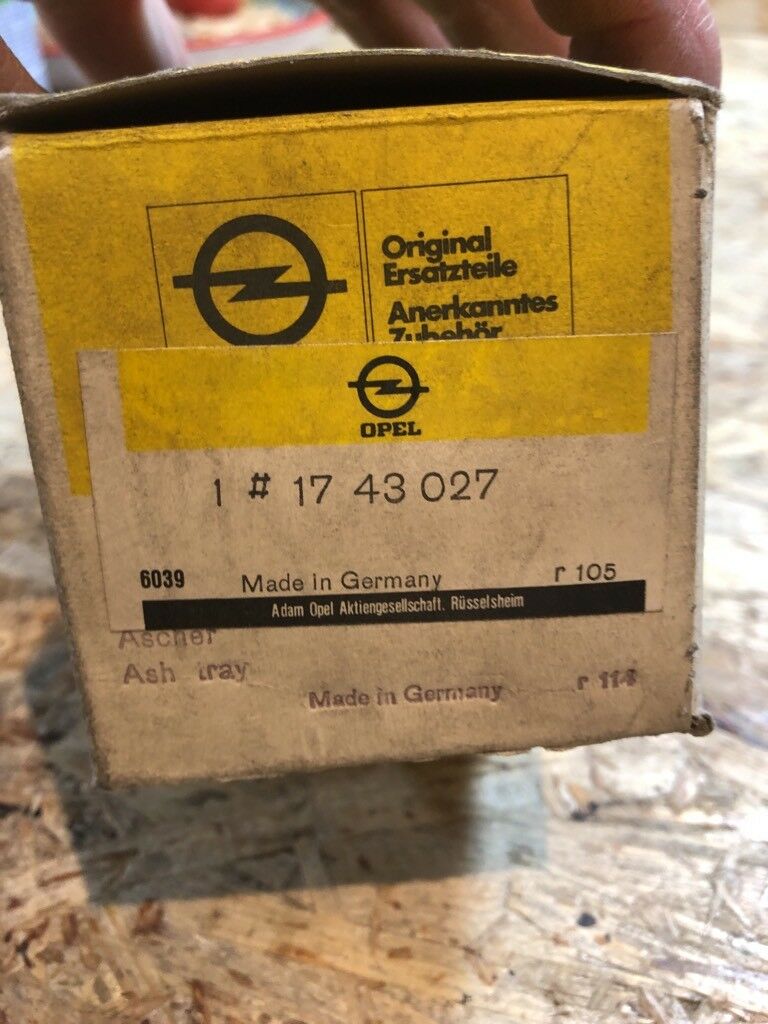 Original
Ersatzteile
Anerkanntes
Zubehör
OPEL
1 # 17 43 027
6039 Made in Germany r 105
Adam Opel Aktiengesellschaft. Rüsselsheim
Ascher
Ash tray
Made in Germany